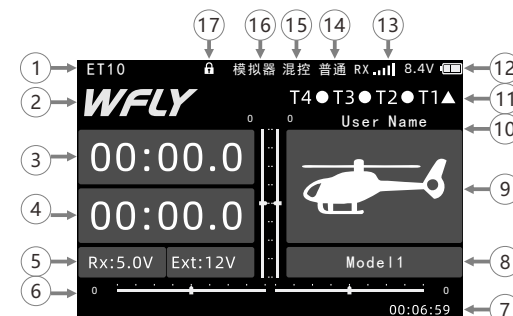 17 16 15 14 13
1 ET10 模拟器 混控 普通 RX 8.4V 12
2 WFLY T4●T3●T2●T1▲ 11
0 0 User Name 10
3 00:00.0
9
4 00:00.0
5 Rx:5.0V Ext:12V Model1 8
6 0 0
00:06:59 7